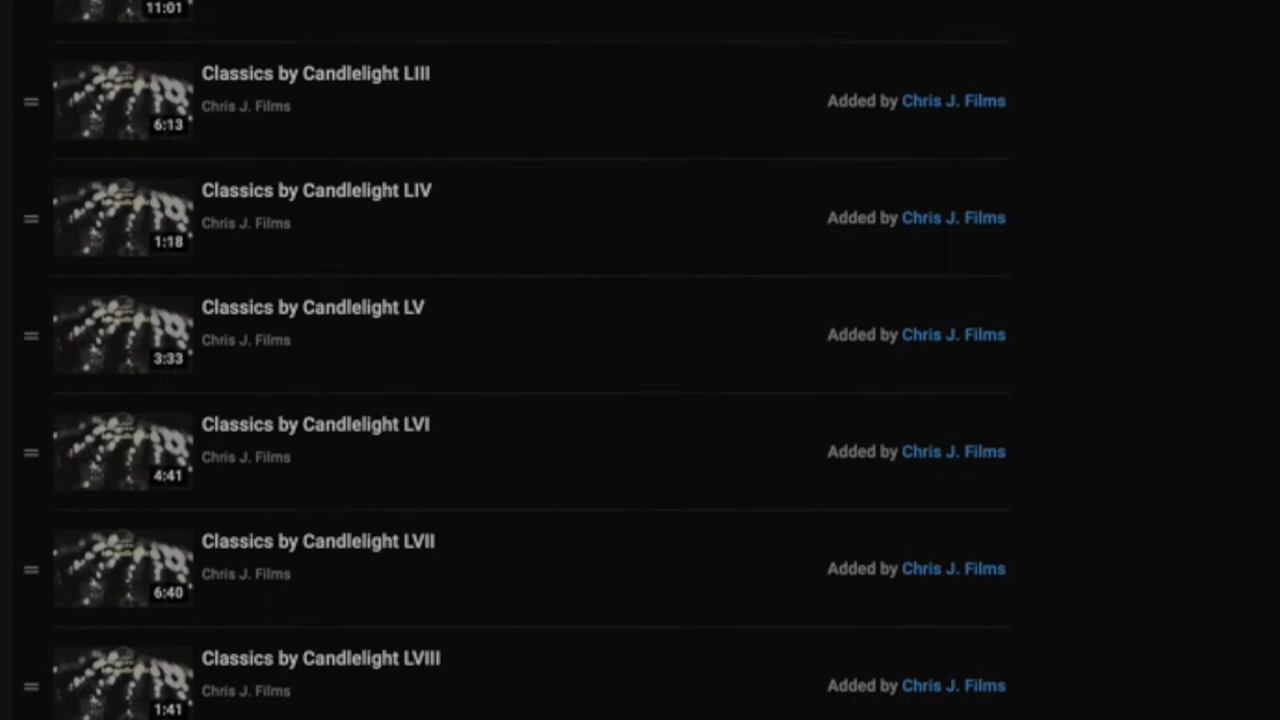 11:01
Classics by Candlelight LIII
Chris J. Films
6:13
Added by Chris J. Films
Classics by Candlelight LIV
Chris J. Films
1:18
Added by Chris J. Films
Classics by Candlelight LV
Chris J. Films
3:33
Added by Chris J. Films
Classics by Candlelight LVI
Chris J. Films
4:41
Added by Chris J. Films
Classics by Candlelight LVII
Chris J. Films
6:40
Added by Chris J. Films
Classics by Candlelight LVIII
Chris J. Films
1:41
Added by Chris J. Films